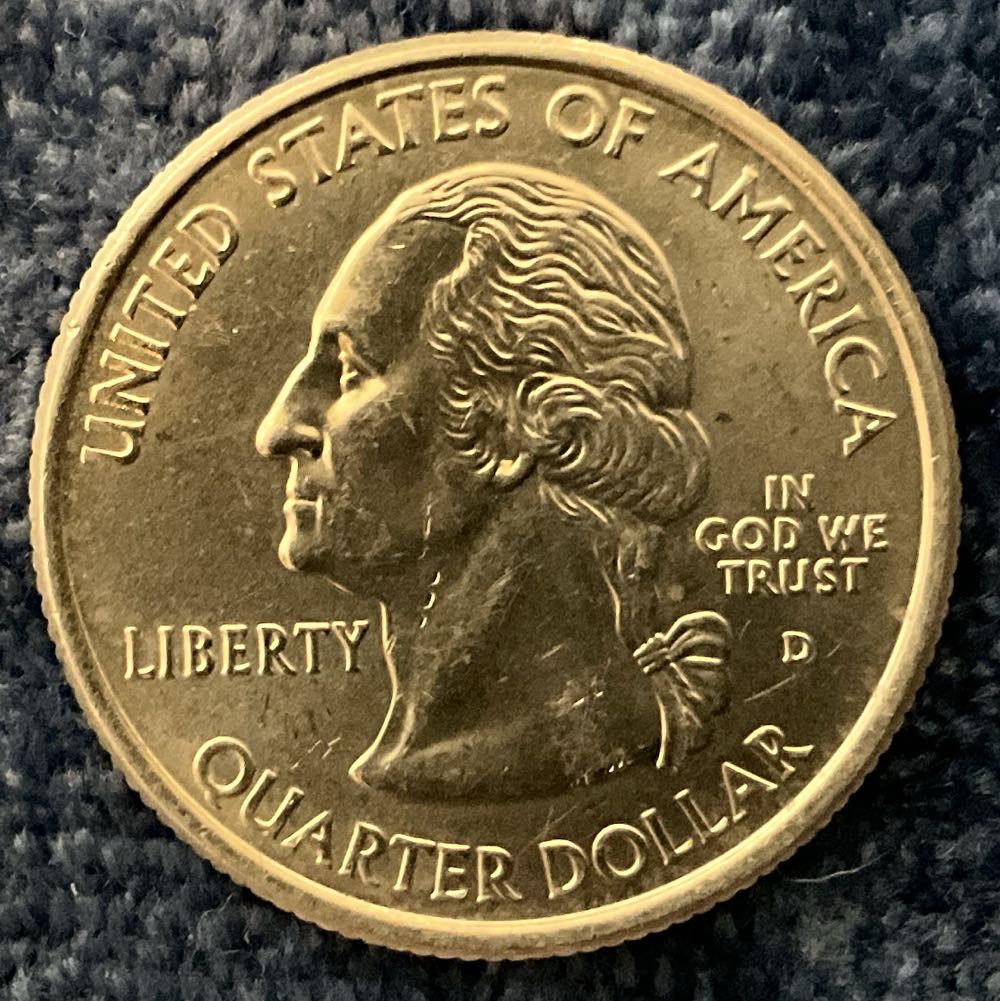 UNITED STATES OF AMERICA
IN
GOD WE
TRUST
LIBERTY
D
QUARTER DOLLAR